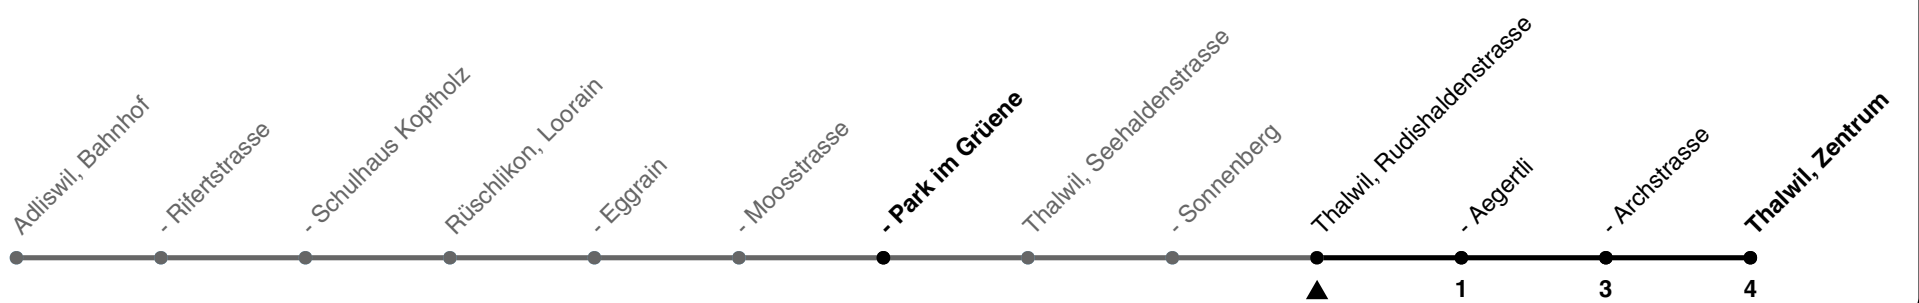 Adliswil, Bahnhof
- Rifertstrasse
- Schulhaus Kopfholz
Rüschlikon, Loorain
- Eggrain
- Moosstrasse
- Park im Grüene
Thalwil, Seehaldenstrasse
- Sonnenberg
Thalwil, Rudishaldenstrasse
- Aegertli
- Archstrasse
Thalwil, Zentrum
1
3
4